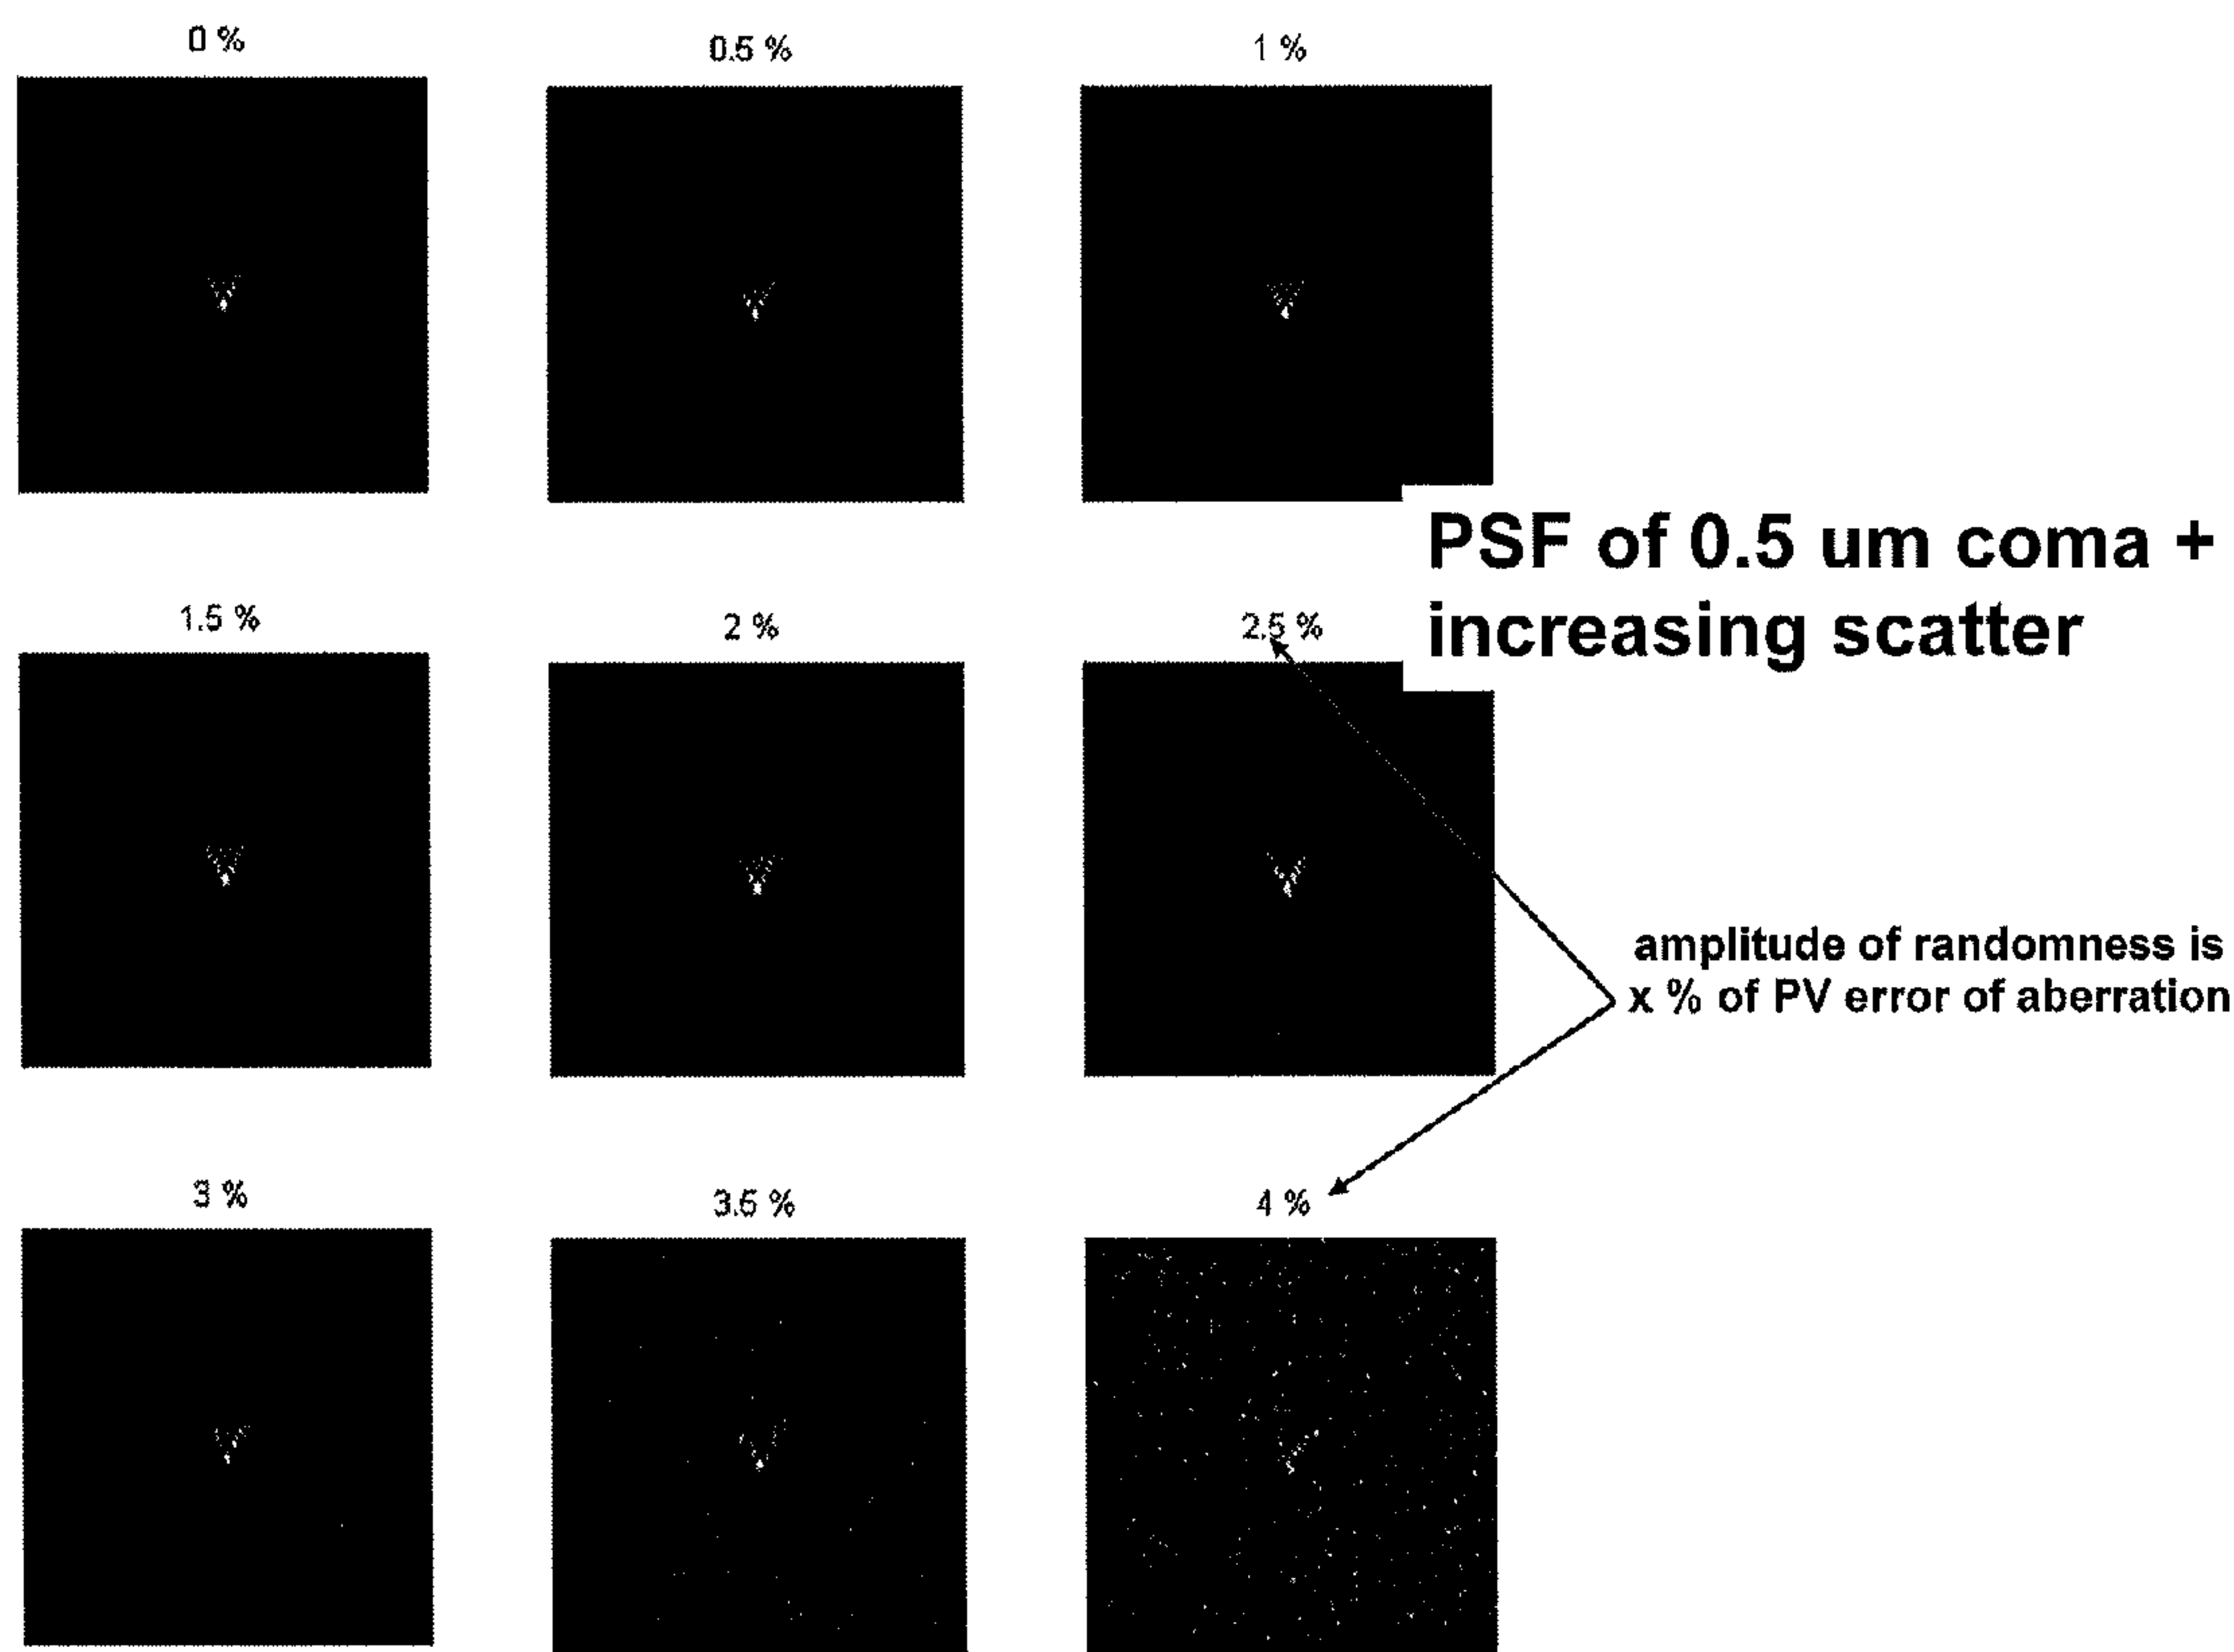 0 %
0.5 %
1 %
PSF of 0.5 um coma +
increasing scatter
1.5 %
2 %
2.5 %
amplitude of randomness is
x % of PV error of aberration
3 %
3.5 %
4 %